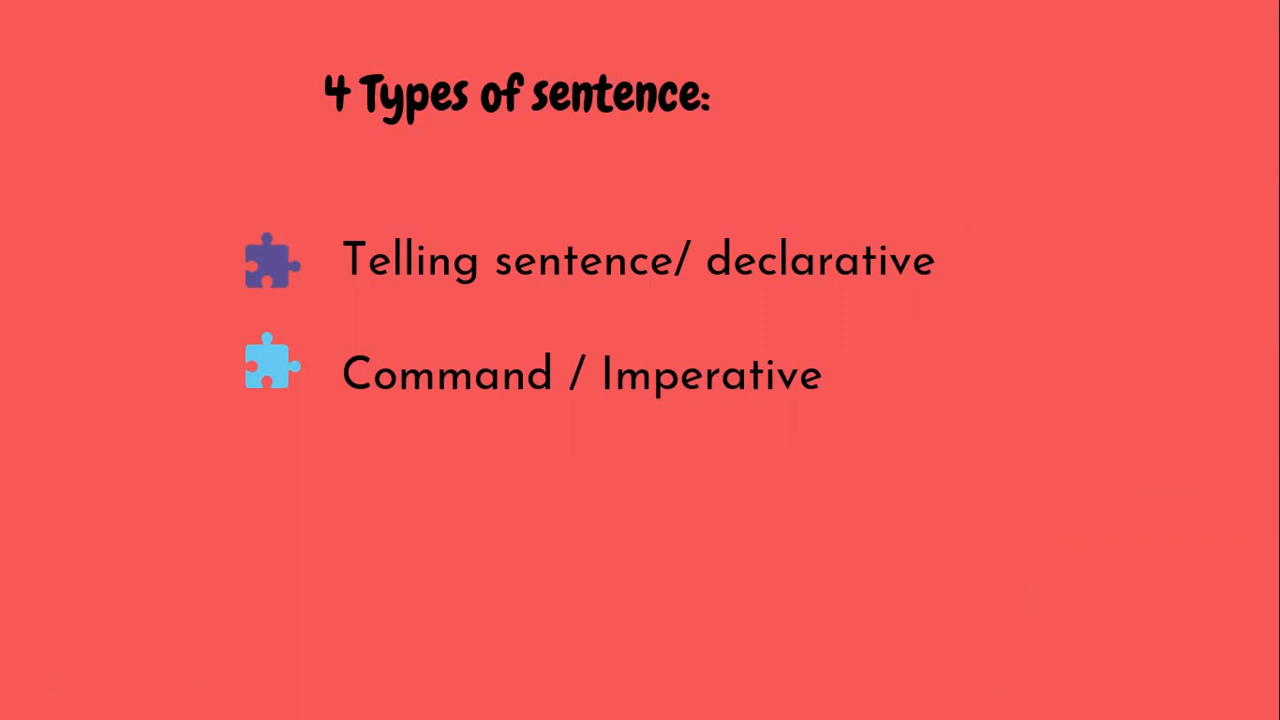 4 Types of sentence:
Telling sentence/ declarative
Command / Imperative